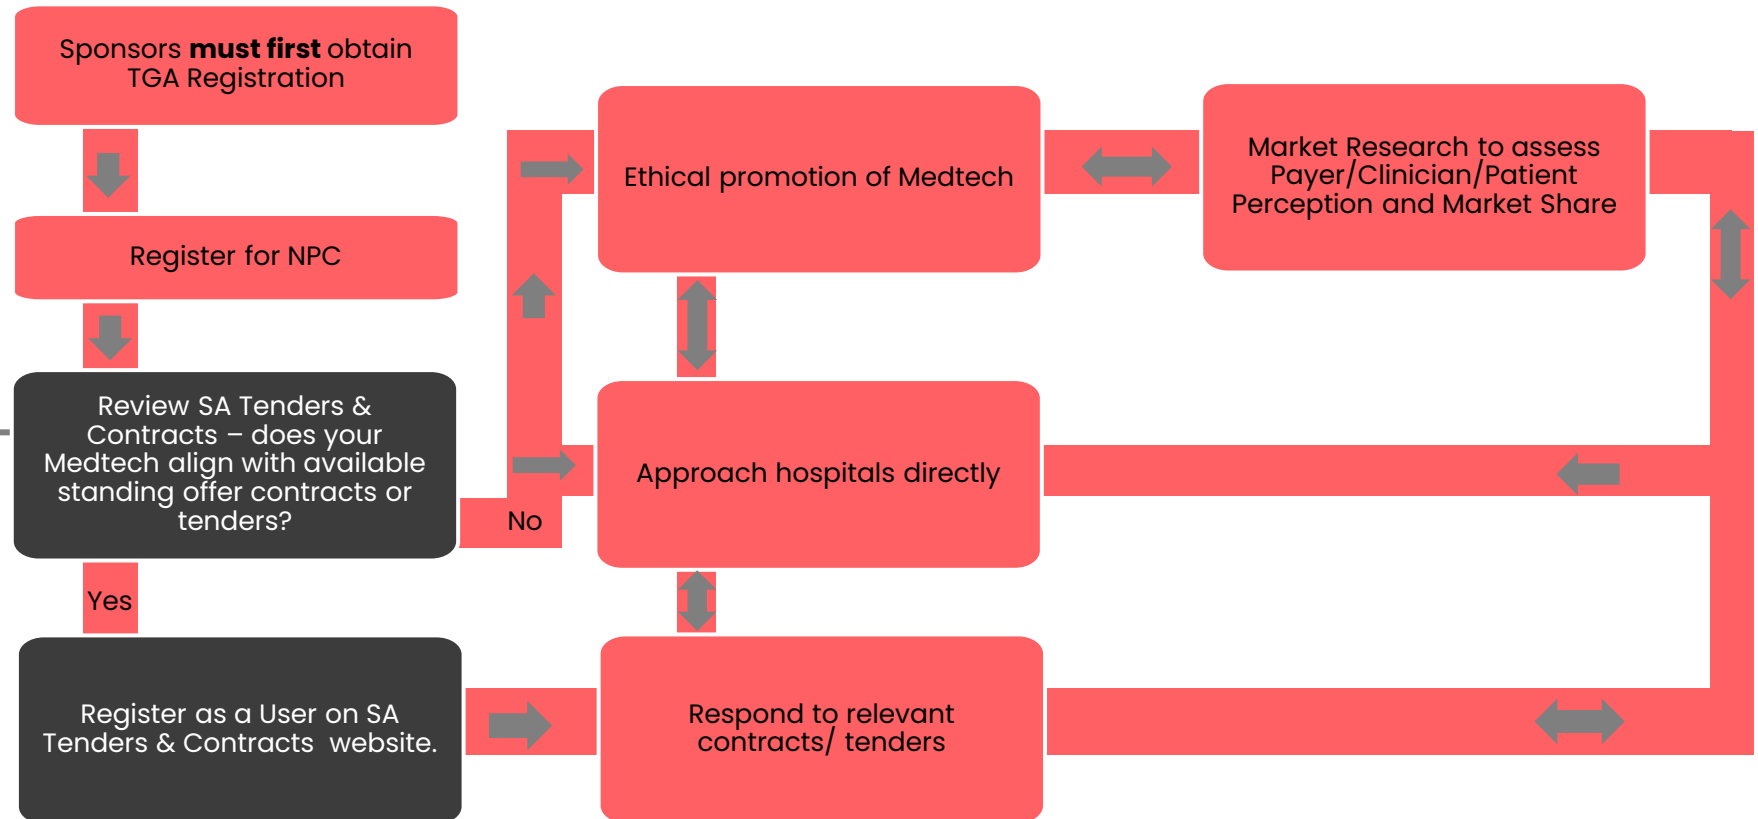 Sponsors must first obtain
TGA Registration
Register for NPC
Review SA Tenders &
Contracts – does your
Medtech align with available
standing offer contracts or
tenders?
No
Yes
Register as a User on SA
Tenders & Contracts website.
Ethical promotion of Medtech
Market Research to assess
Payer/Clinician/Patient
Perception and Market Share
Approach hospitals directly
Respond to relevant
contracts/ tenders